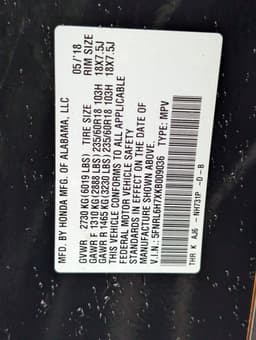 MFD. BY HONDA MFG. OF ALABAMA, LLC 05/'18
TIRE SIZE RIM SIZE
GVWR 2730 KG(6019 LBS)
GAWR F 1310 KG(2888 LBS) 235/60R18 103H 18X7.5J
GAWR R 1465 KG(3230 LBS) 235/60R18 103H 18X7.5J
THIS VEHICLE CONFORMS TO ALL APPLICABLE
FEDERAL MOTOR VEHICLE SAFETY
STANDARDS IN EFFECT ON THE DATE OF
MANUFACTURE SHOWN ABOVE.
V.I.N.: 5FNRL6H7XKB009036 TYPE: MPV
THR K AJ6 - NH731P -D -B